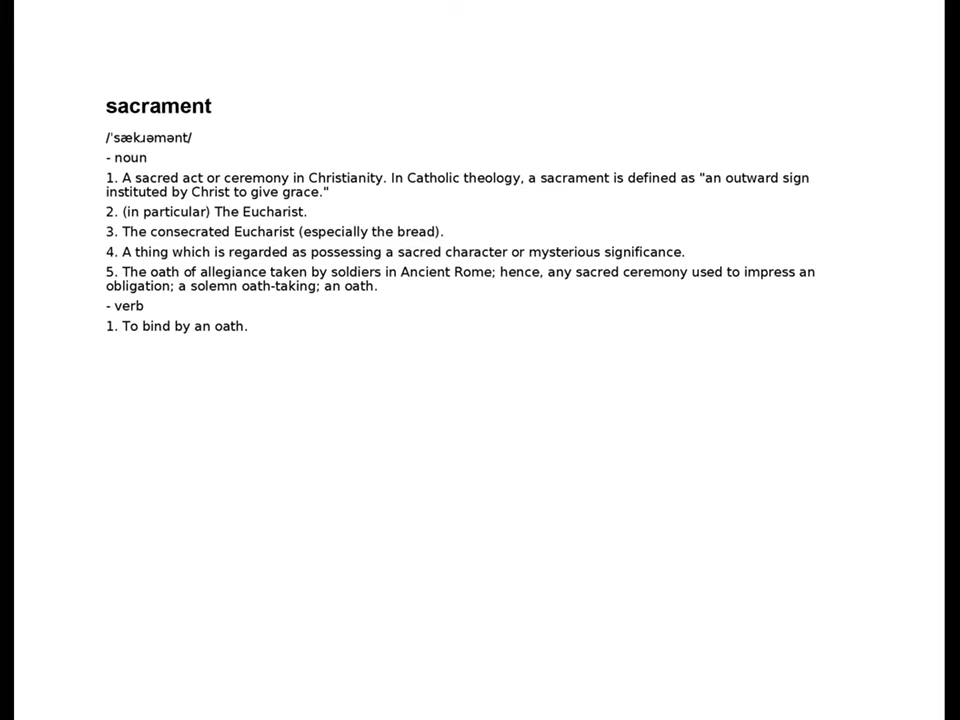 sacrament
/ˈsækɹəmənt/
- noun
1. A sacred act or ceremony in Christianity. In Catholic theology, a sacrament is defined as "an outward sign
instituted by Christ to give grace."
2. (in particular) The Eucharist.
3. The consecrated Eucharist (especially the bread).
4. A thing which is regarded as possessing a sacred character or mysterious significance.
5. The oath of allegiance taken by soldiers in Ancient Rome; hence, any sacred ceremony used to impress an
obligation; a solemn oath-taking; an oath.
- verb
1. To bind by an oath.